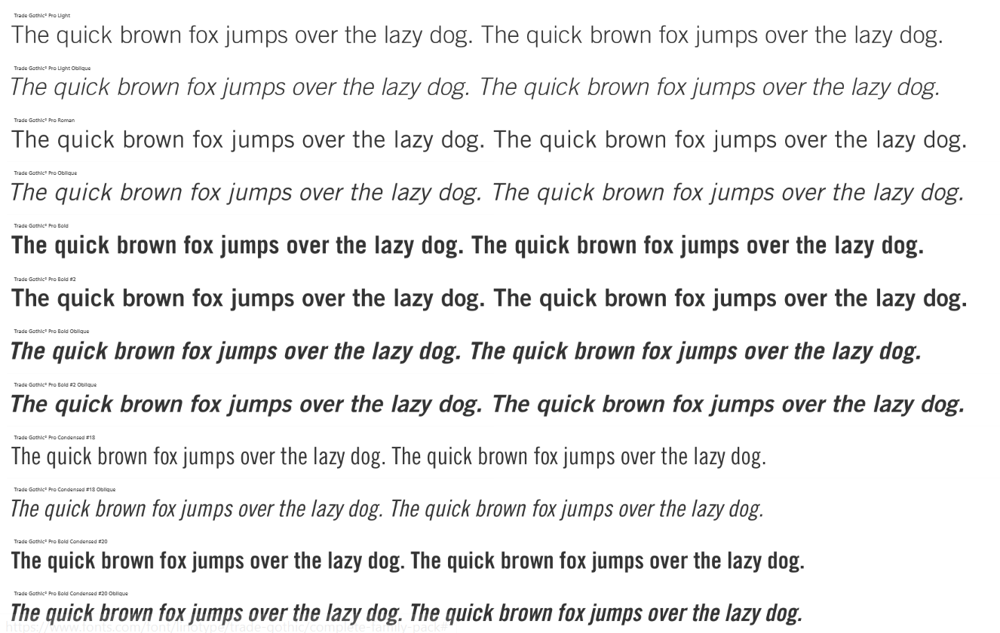 Trade Gothic® Pro Light
The quick brown fox jumps over the lazy dog. The quick brown fox jumps over the lazy dog.
Trade Gothic® Pro Light Oblique
The quick brown fox jumps over the lazy dog. The quick brown fox jumps over the lazy dog.
Trade Gothic® Pro Roman
The quick brown fox jumps over the lazy dog. The quick brown fox jumps over the lazy dog.
Trade Gothic® Pro Oblique
The quick brown fox jumps over the lazy dog. The quick brown fox jumps over the lazy dog.
Trade Gothic® Pro Bold
The quick brown fox jumps over the lazy dog. The quick brown fox jumps over the lazy dog.
Trade Gothic® Pro Bold #2
The quick brown fox jumps over the lazy dog. The quick brown fox jumps over the lazy dog.
Trade Gothic® Pro Bold Oblique
The quick brown fox jumps over the lazy dog. The quick brown fox jumps over the lazy dog.
Trade Gothic® Pro Bold #2 Oblique
The quick brown fox jumps over the lazy dog. The quick brown fox jumps over the lazy dog.
Trade Gothic® Pro Condensed #18
The quick brown fox jumps over the lazy dog. The quick brown fox jumps over the lazy dog.
Trade Gothic® Pro Condensed #18 Oblique
The quick brown fox jumps over the lazy dog. The quick brown fox jumps over the lazy dog.
Trade Gothic® Pro Bold Condensed #20
The quick brown fox jumps over the lazy dog. The quick brown fox jumps over the lazy dog.
Trade Gothic® Pro Bold Condensed #20 Oblique
The quick brown fox jumps over the lazy dog. The quick brown fox jumps over the lazy dog.
https://www.fonts.com/font/linotype/trade-gothic/complete-family-pack#